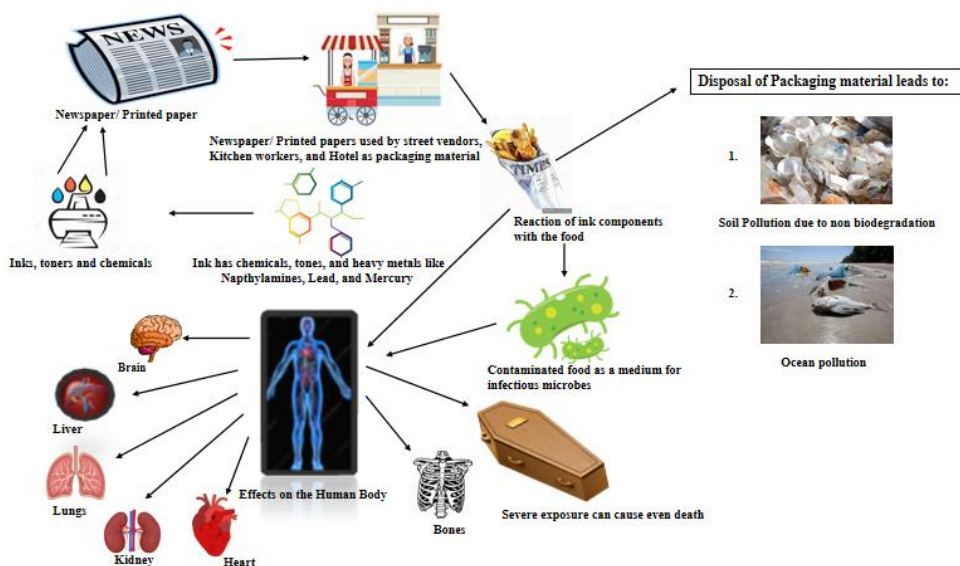 NEWS
Newspaper/ Printed paper
Newspaper/ Printed papers used by street vendors,
Kitchen workers, and Hotel as packaging material
Disposal of Packaging material leads to:
1.
Soil Pollution due to non biodegradation
2.
Ocean pollution
TIMES
Reaction of ink components
with the food
Inks, toners and chemicals
Ink has chemicals, tones, and heavy metals like
Napthylamines, Lead, and Mercury
Contaminated food as a medium for
infectious microbes
Brain
Liver
Lungs
Kidney
Heart
Effects on the Human Body
Bones
Severe exposure can cause even death